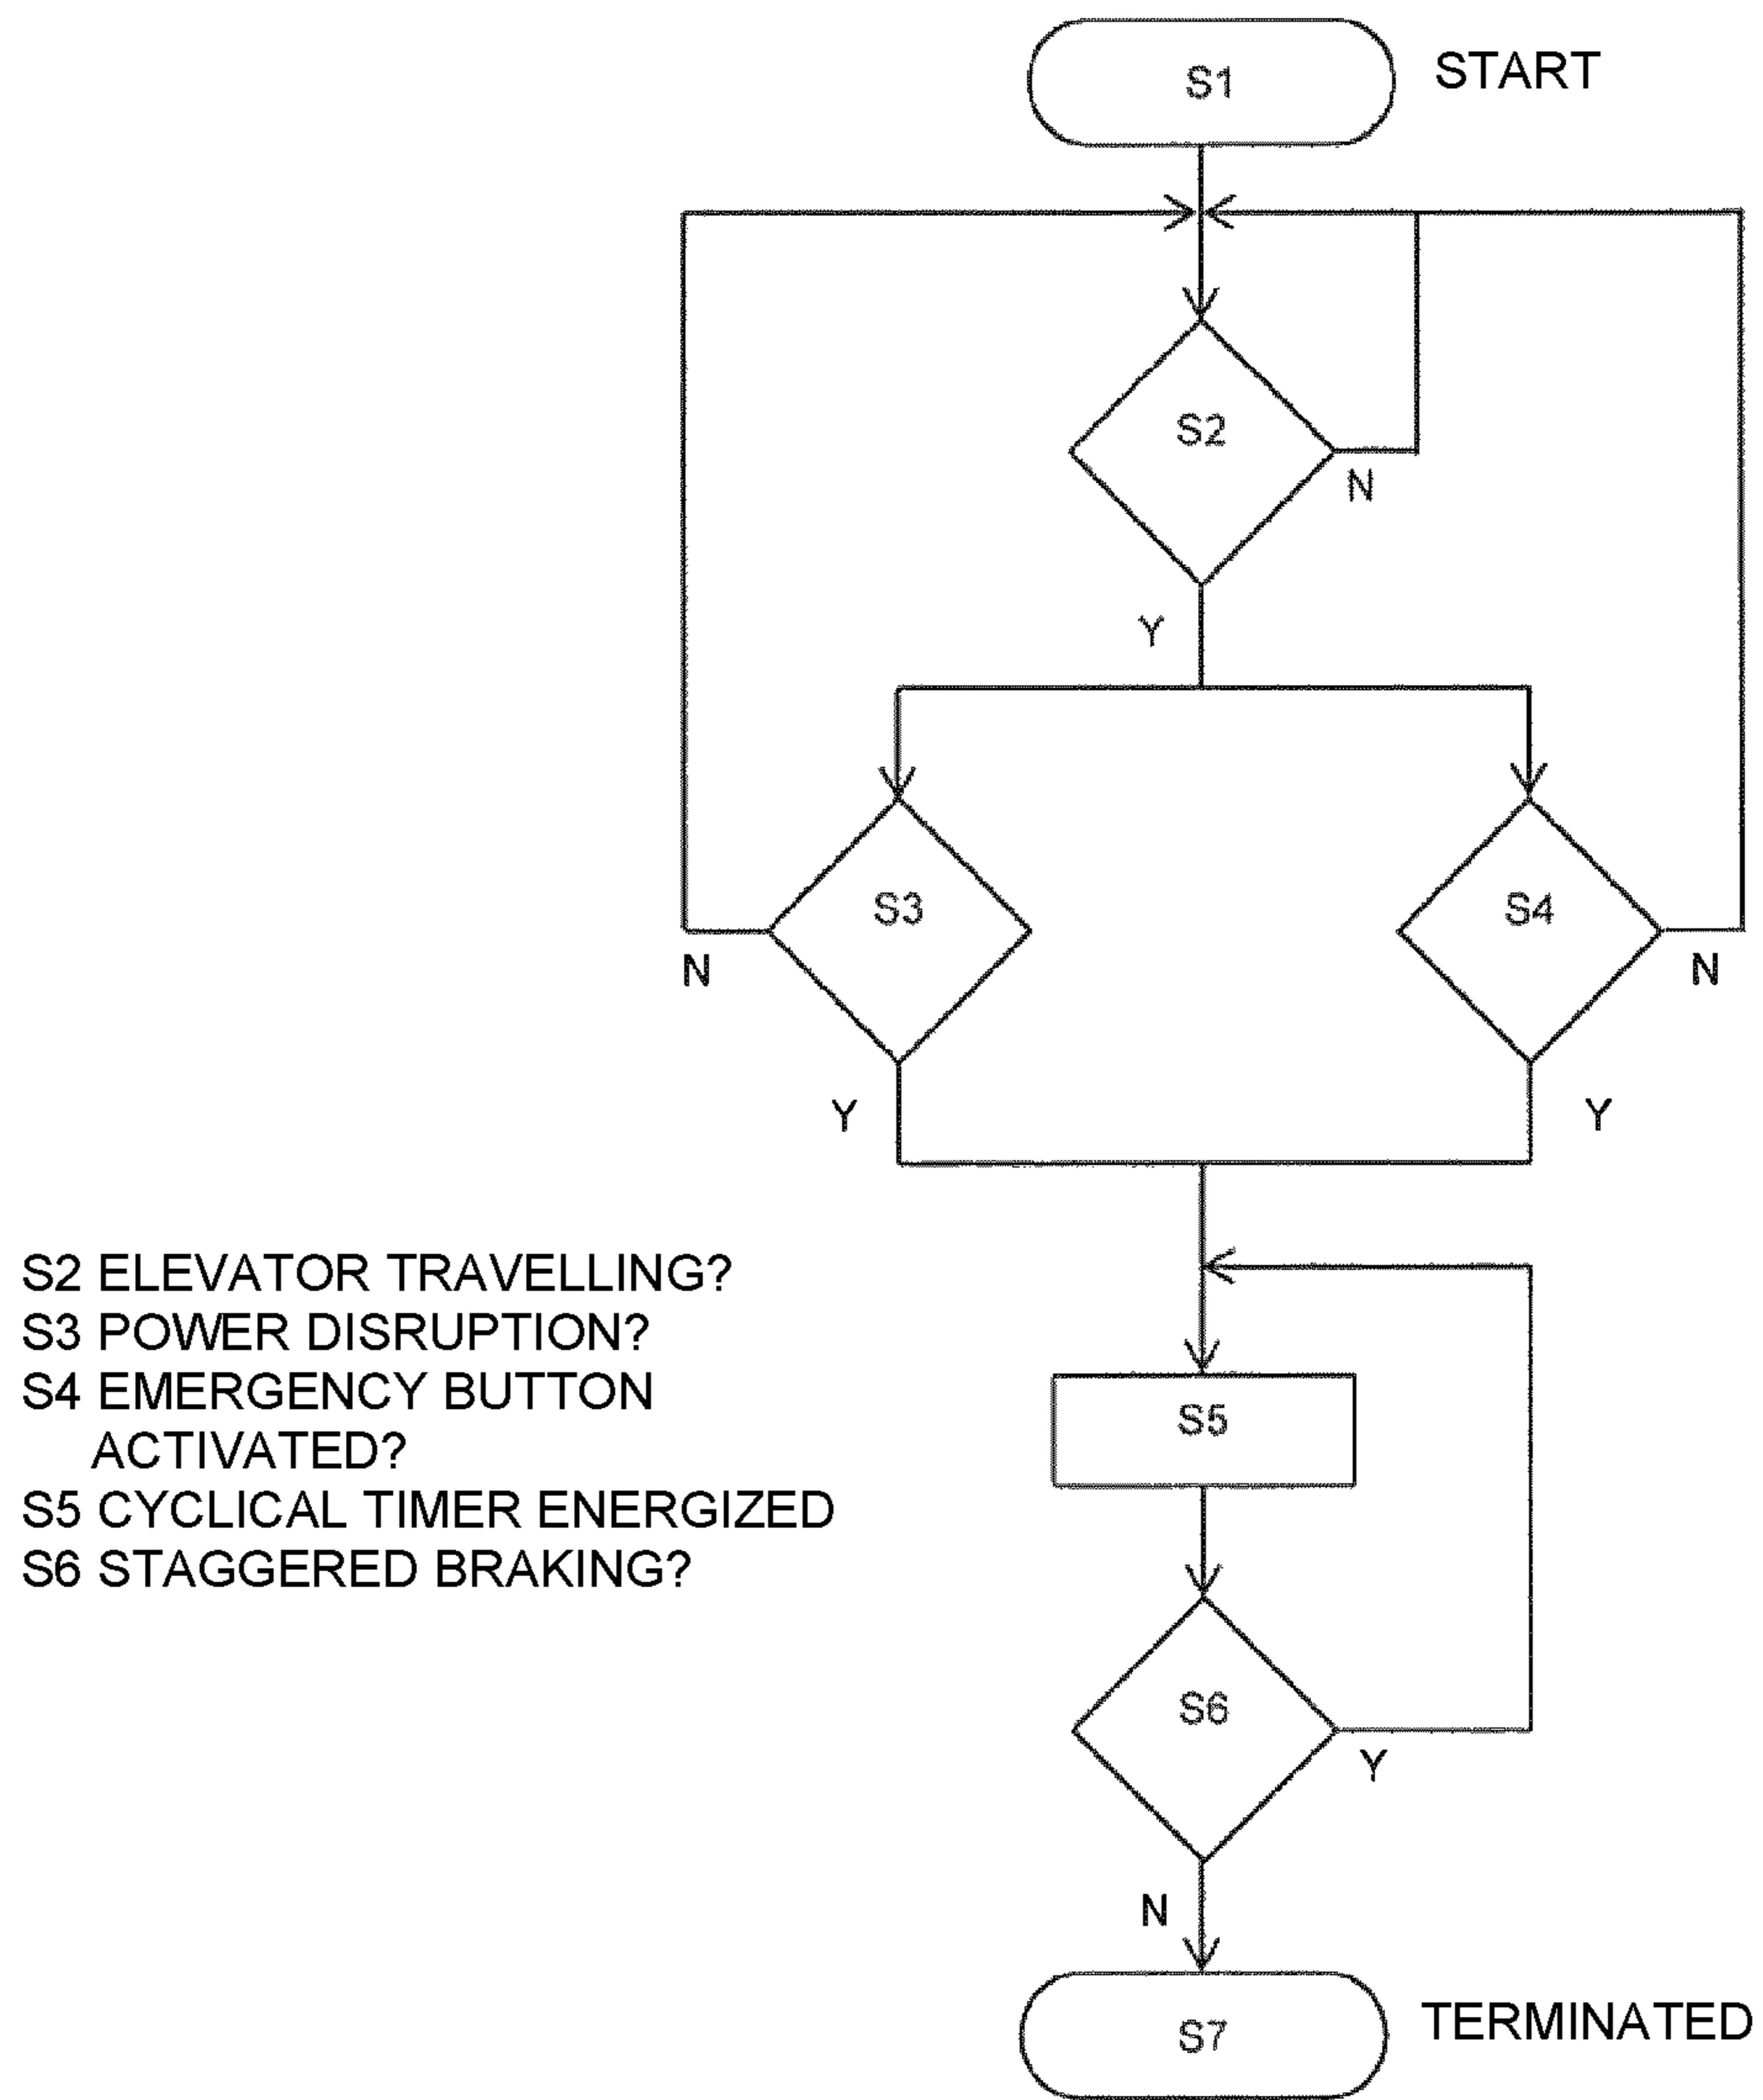 S1 START
S2
N
Y
S3
S4
N
N
Y
Y
S2 ELEVATOR TRAVELLING?
S3 POWER DISRUPTION?
S4 EMERGENCY BUTTON
ACTIVATED?
S5 CYCLICAL TIMER ENERGIZED
S6 STAGGERED BRAKING?
S5
S6
Y
N
S7 TERMINATED